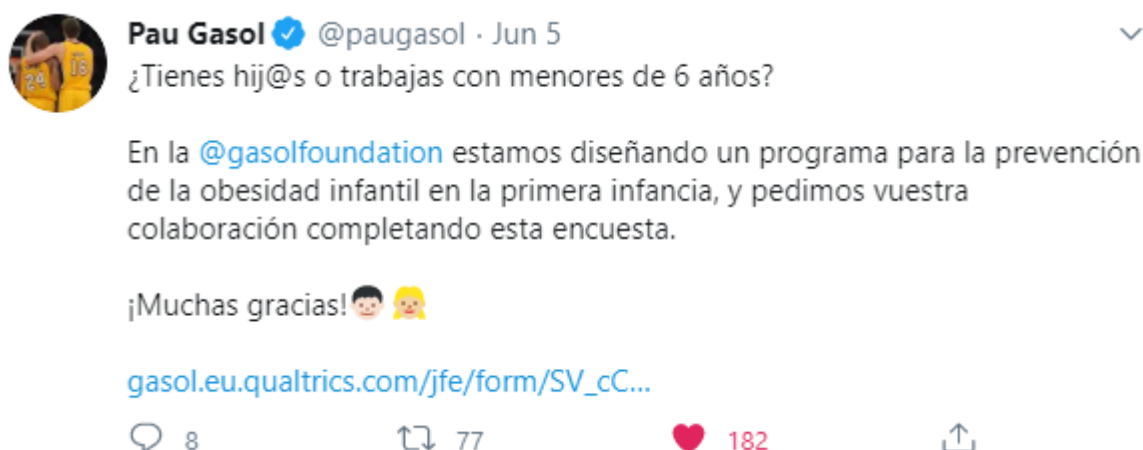 Pau Gasol @paugasol · Jun 5
¿Tienes hij@s o trabajas con menores de 6 años?
En la @gasolfoundation estamos diseñando un programa para la prevención
de la obesidad infantil en la primera infancia, y pedimos vuestra
colaboración completando esta encuesta.
¡Muchas gracias!👦🏻 👱🏼‍♀️
gasol.eu.qualtrics.com/jfe/form/SV_cC...
8 77 182
24 16